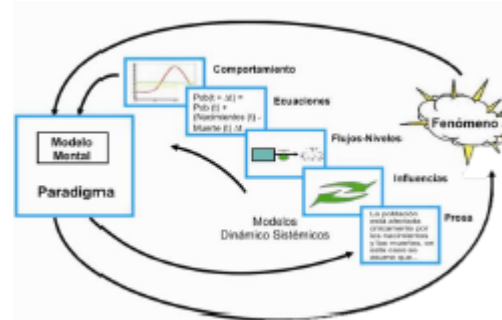 Comportamiento
Pob(t + Δt) =
Pob (t) +
(Nacimientos (t) -
Muerte (t) Δt
Ecuaciones
Fenómeno
Modelo
Mental
Paradigma
Flujos-Niveles
Influencias
Modelos
Dinámico Sistémicos
Prosa
La población
está afectada
únicamente por
los nacimientos
y las muertes, en
este caso se
asume que...